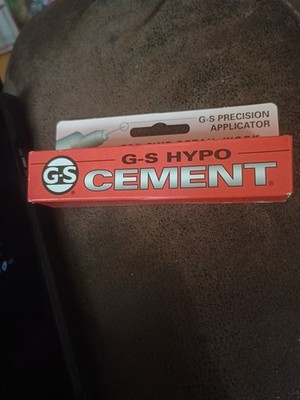 G-S PRECISION
APPLICATOR
G-S HYPO
G-S CEMENT®